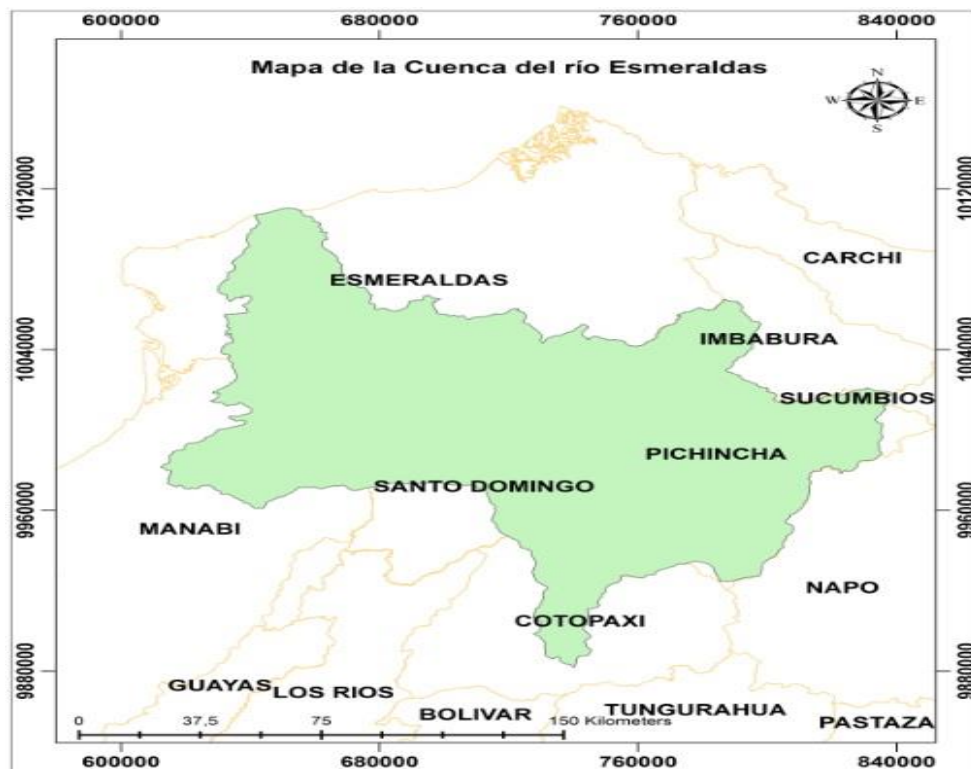 600000 680000 760000 840000
Mapa de la Cuenca del río Esmeraldas
N
W E
S
10120000 10120000
CARCHI
ESMERALDAS
10040000 10040000
IMBABURA
SUCUMBIOS
PICHINCHA
SANTO DOMINGO
9960000 9960000
MANABI
NAPO
COTOPAXI
9880000 9880000
GUAYAS LOS RIOS
TUNGURAHUA
BOLIVAR
PASTAZA
0 37,5 75 150 Kilometers
600000 680000 760000 840000